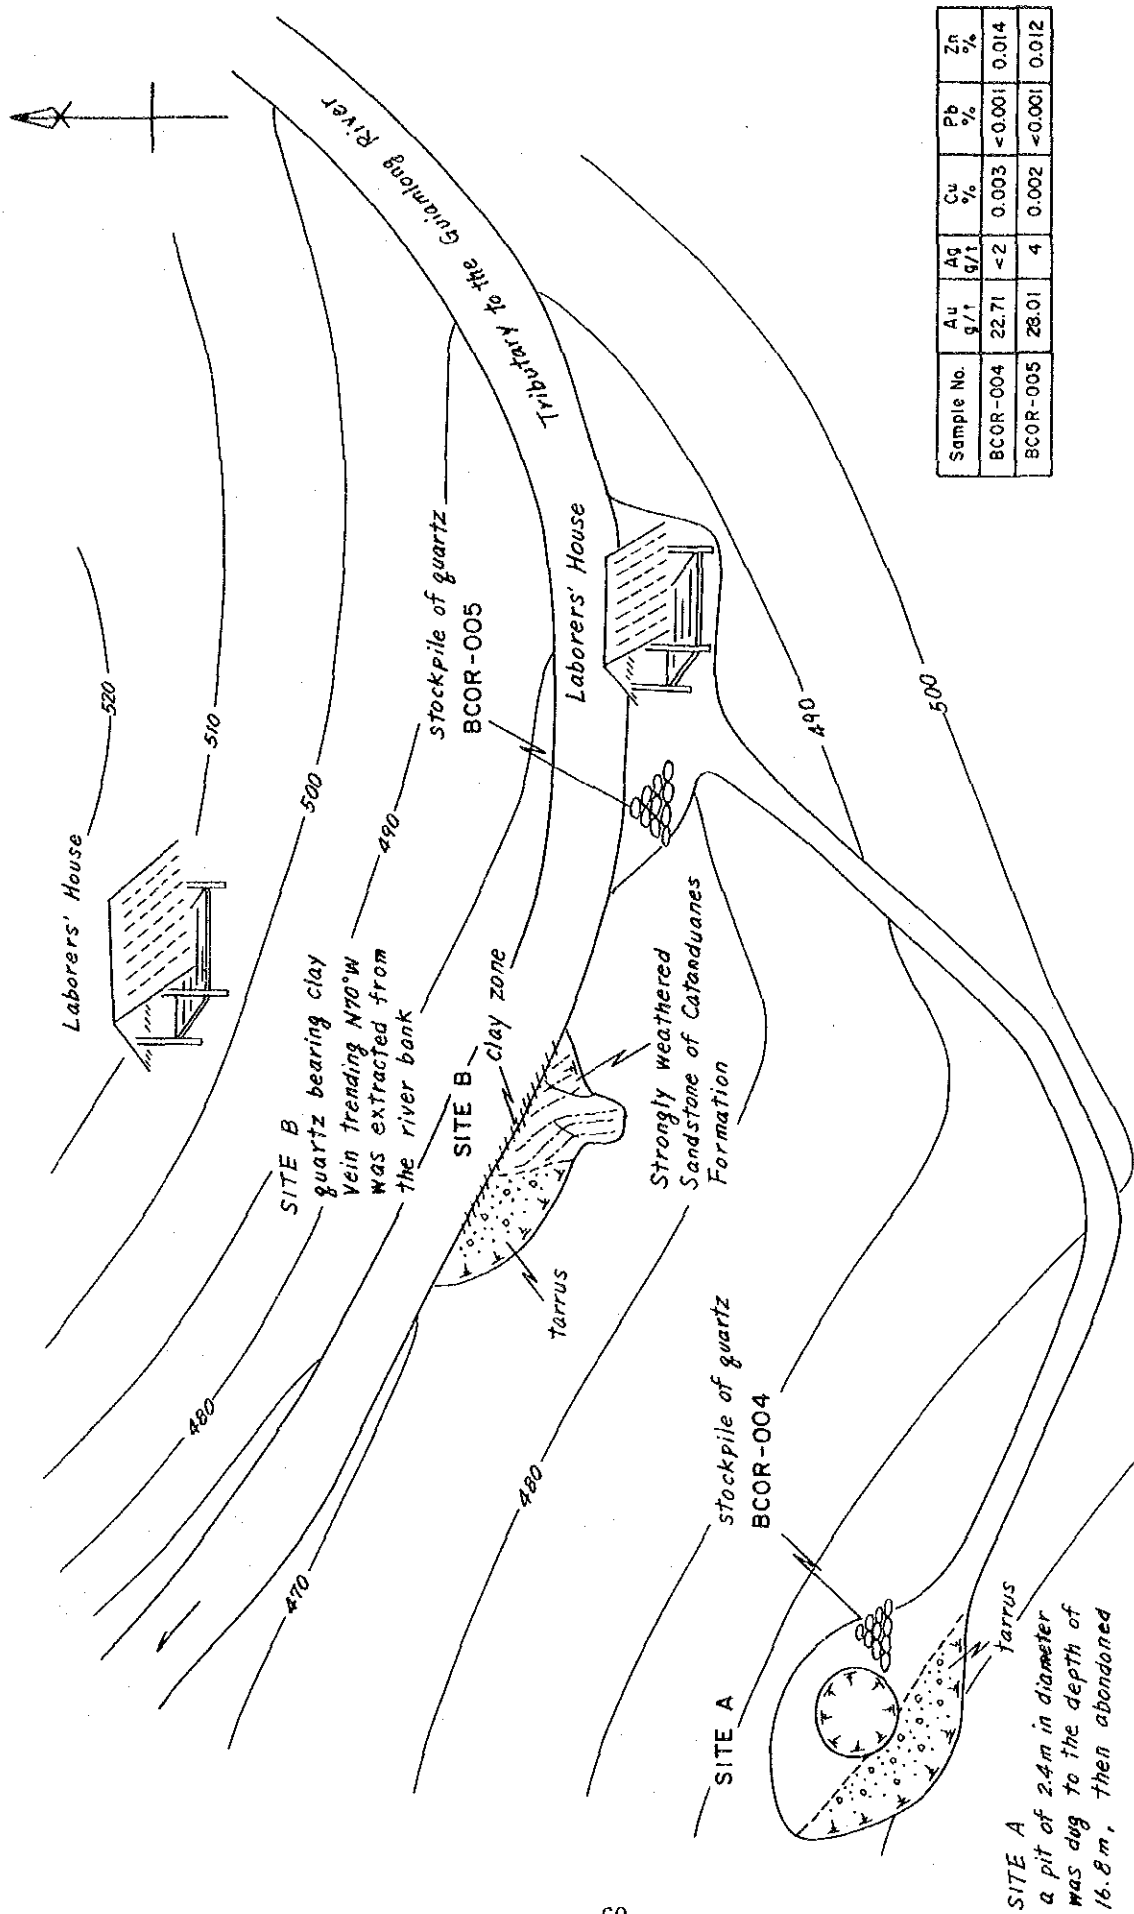 Laborers' House
520
510
500
490
480
470
SITE B
quartz bearing clay
vein trending N70°W
was extracted from
the river bank
stockpile of quartz
BCOR-005
Tributary to the Guiamlong River
Laborers' House
SITE B
clay zone
Strongly weathered
Sandstone of Catanduanes
Formation
tarrus
490
500
480
stockpile of quartz
BCOR-004
SITE A
tarrus
SITE A
a pit of 2.4m in diameter
was dug to the depth of
16.8m, then abondoned
Sample No. Au g/t Ag g/t Cu % Pb % Zn %
BCOR-004 22.71 <2 0.003 <0.001 0.014
BCOR-005 28.01 4 0.002 <0.001 0.012